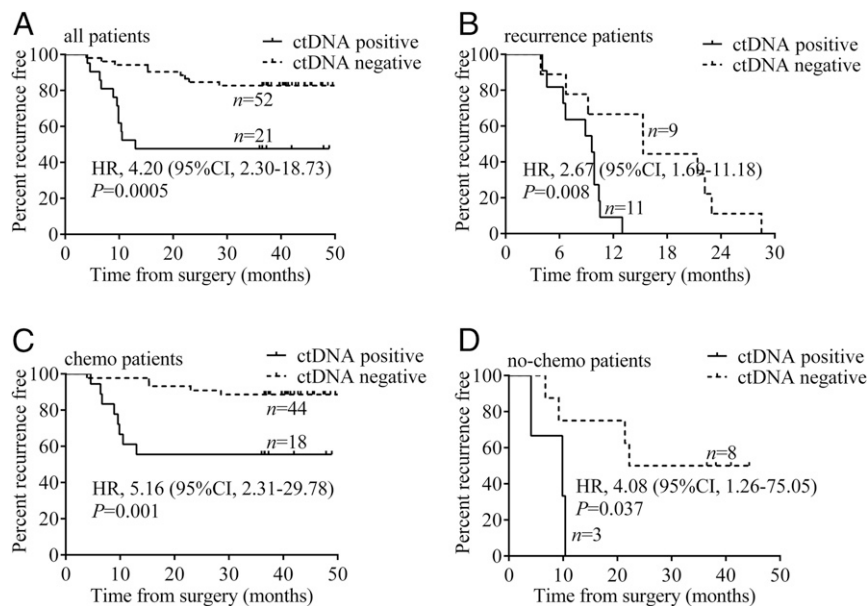 A
all patients
ctDNA positive
ctDNA negative
Percent recurrence free
100
80
60
40
20
0
n=52
n=21
HR, 4.20 (95%CI, 2.30-18.73)
P=0.0005
0 10 20 30 40 50
Time from surgery (months)
B
recurrence patients
ctDNA positive
ctDNA negative
Percent recurrence free
100
80
60
40
20
0
n=9
HR, 2.67 (95%CI, 1.69-11.18)
P=0.008
n=11
0 6 12 18 24 30
Time from surgery (months)
C
chemo patients
ctDNA positive
ctDNA negative
Percent recurrence free
100
80
60
40
20
0
n=44
n=18
HR, 5.16 (95%CI, 2.31-29.78)
P=0.001
0 10 20 30 40 50
Time from surgery (months)
D
no-chemo patients
ctDNA positive
ctDNA negative
Percent recurrence free
100
80
60
40
20
0
n=8
HR, 4.08 (95%CI, 1.26-75.05)
P=0.037
n=3
0 10 20 30 40 50
Time from surgery (months)